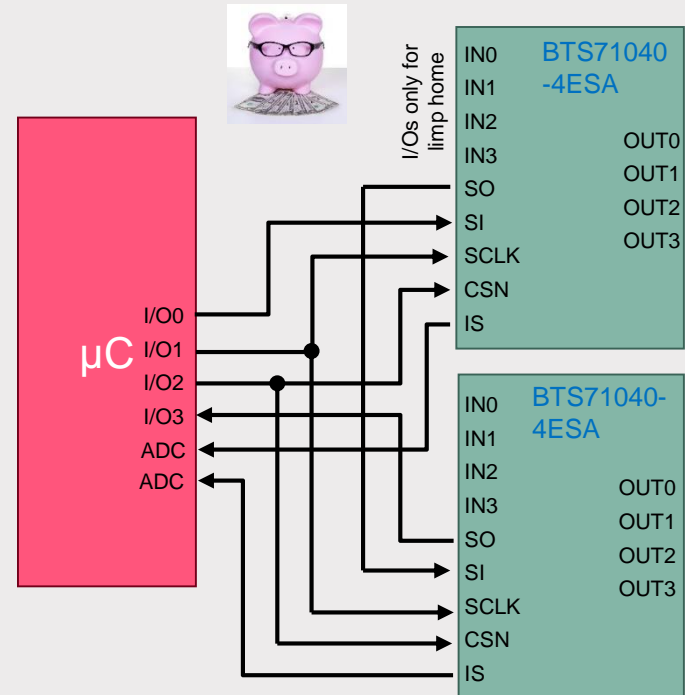 I/Os only for
limp home
µC
I/O0
I/O1
I/O2
I/O3
ADC
ADC
BTS71040
-4ESA
IN0
IN1
IN2
IN3
SO
SI
SCLK
CSN
IS
OUT0
OUT1
OUT2
OUT3
BTS71040-
4ESA
IN0
IN1
IN2
IN3
SO
SI
SCLK
CSN
IS
OUT0
OUT1
OUT2
OUT3